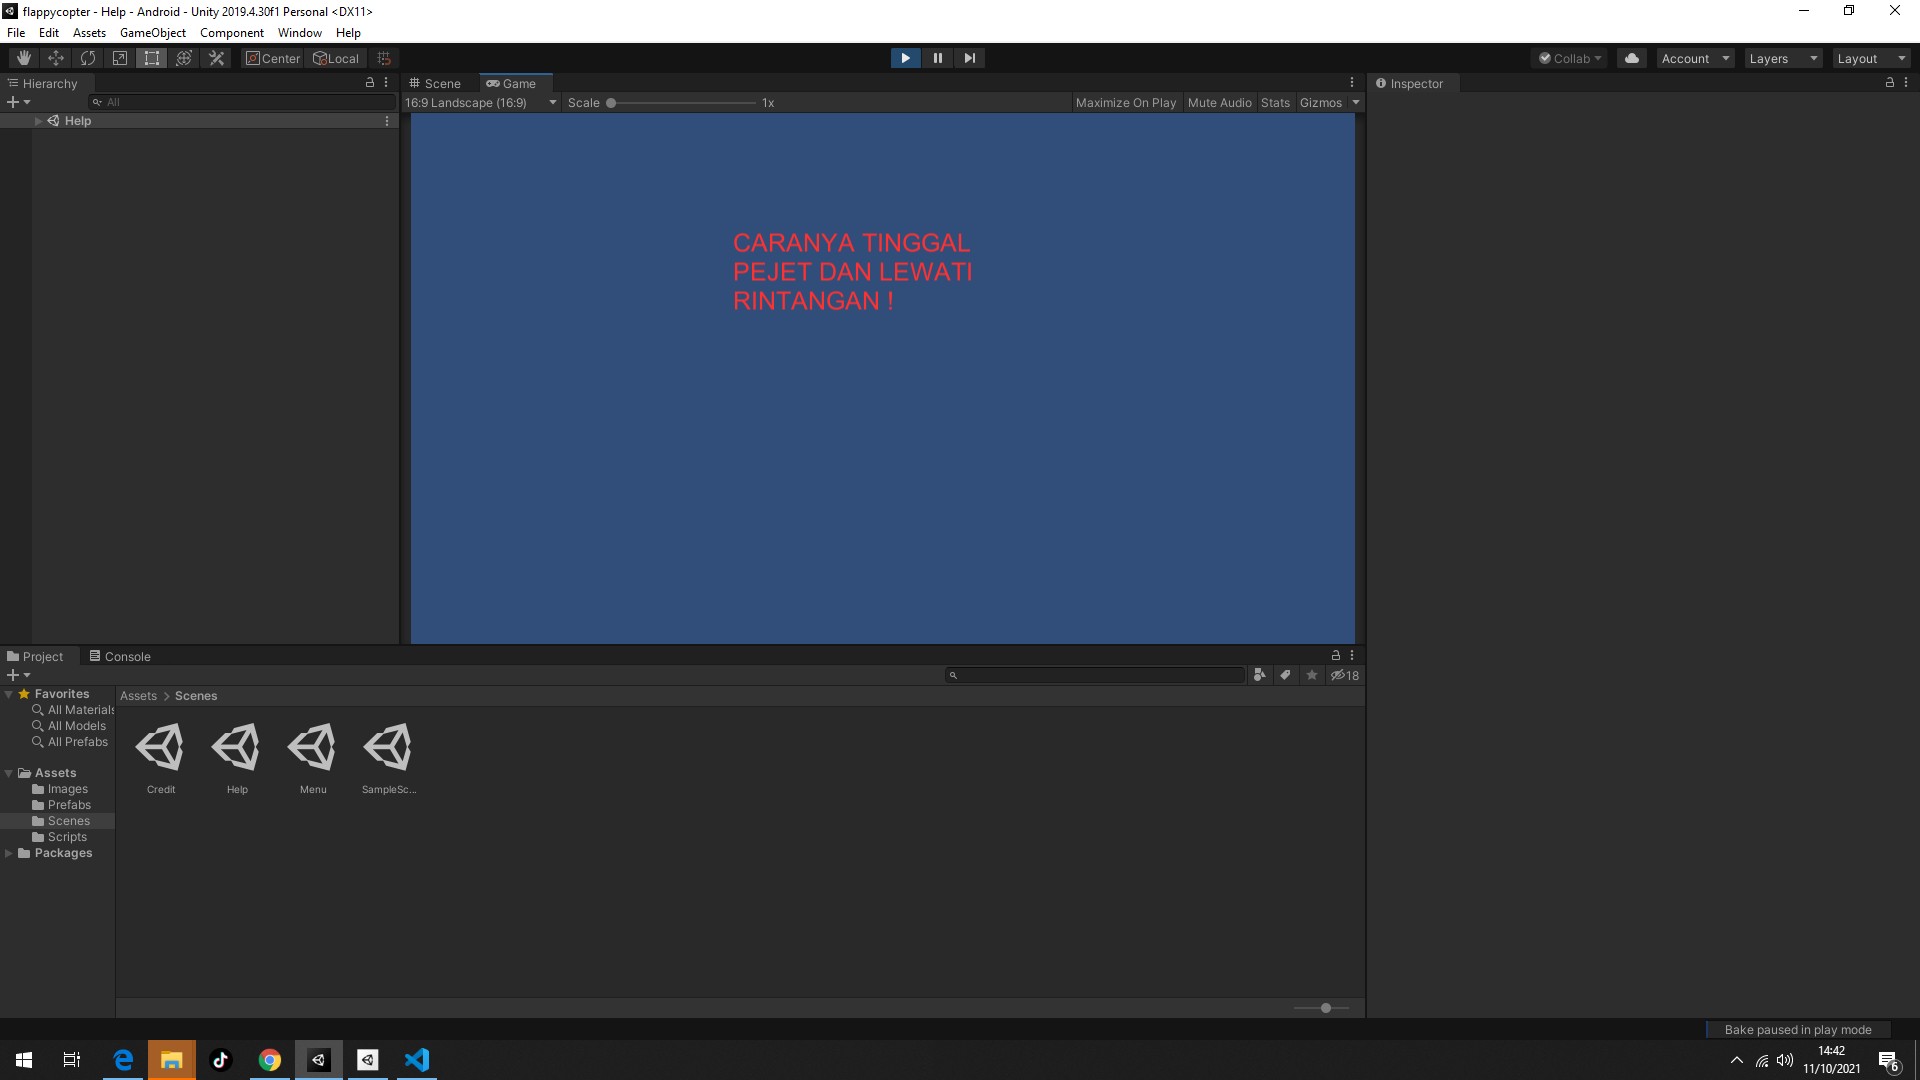 flappycopter - Help - Android - Unity 2019.4.30f1 Personal <DX11>
File Edit Assets GameObject Component Window Help
Center Local
Collab Account Layers Layout
Hierarchy
All
Help
Scene Game
16:9 Landscape (16:9) Scale 1x Maximize On Play Mute Audio Stats Gizmos
Inspector
CARANYA TINGGAL
PEJET DAN LEWATI
RINTANGAN !
Project Console
18
Favorites
All Materials
All Models
All Prefabs
Assets
Images
Prefabs
Scenes
Scripts
Packages
Assets > Scenes
Credit Help Menu SampleSc...
Bake paused in play mode
14:42
11/10/2021
6